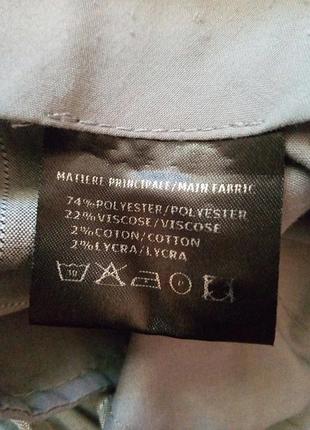 MATIERE PRINCIPALE/MAIN FABRIC
74%POLYESTER/POLYESTER
22%VISCOSE/VISCOSE
2%COTON/COTTON
2%LYCRA/LYCRA